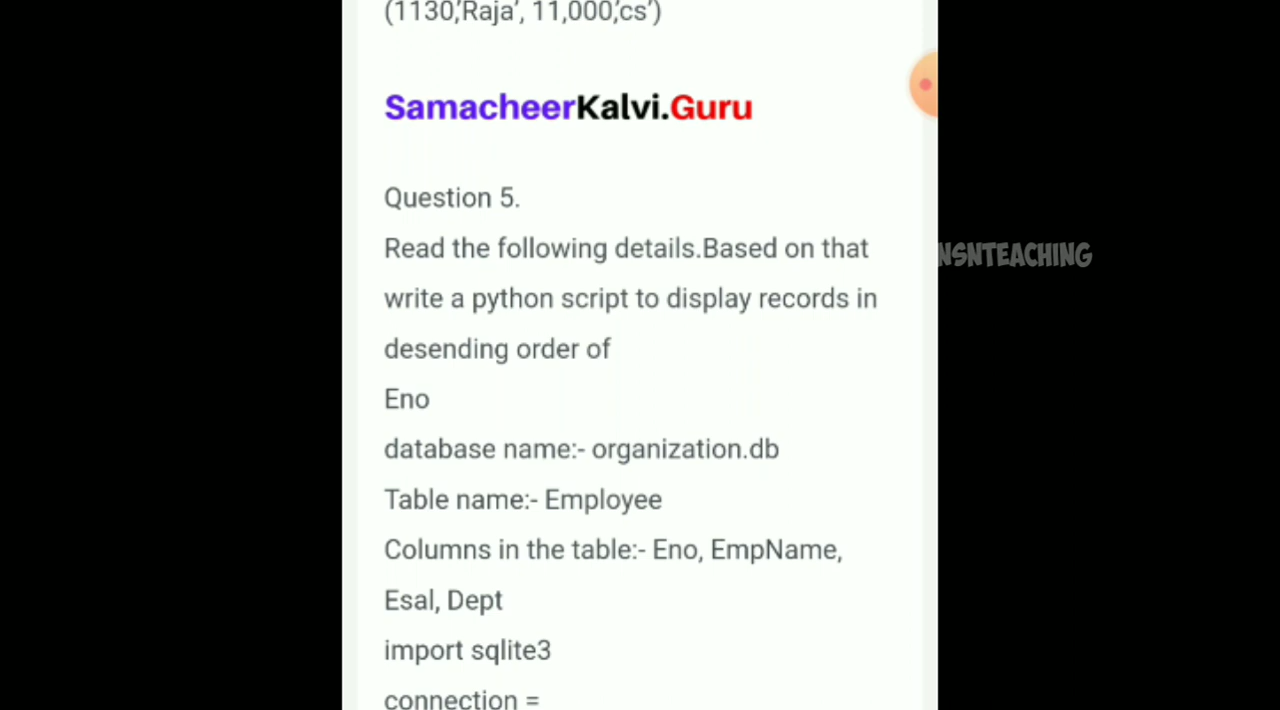 (1130,'Raja', 11,000,'cs')
SamacheerKalvi.Guru
Question 5.
Read the following details.Based on that
write a python script to display records in
desending order of
Eno
database name:- organization.db
Table name:- Employee
Columns in the table:- Eno, EmpName,
Esal, Dept
import sqlite3
connection =
NSNTEACHING